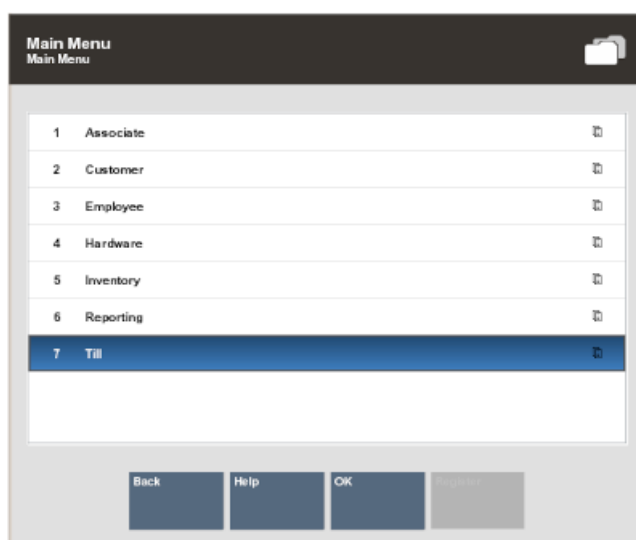 Main Menu
Main Menu
1 Associate
2 Customer
3 Employee
4 Hardware
5 Inventory
6 Reporting
7 Till
Back Help OK Register